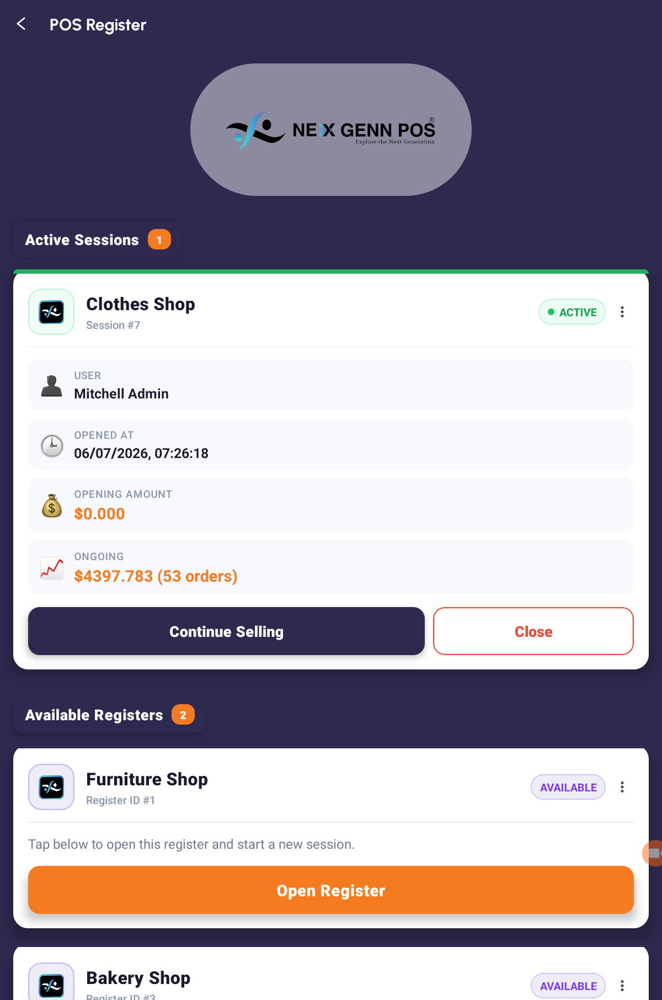 POS Register
NEXX GENN POS
®
Explore the Next Generation
Active Sessions 1
Clothes Shop
Session #7
ACTIVE
USER
Mitchell Admin
OPENED AT
06/07/2026, 07:26:18
OPENING AMOUNT
$0.000
ONGOING
$4397.783 (53 orders)
Continue Selling
Close
Available Registers 2
Furniture Shop
Register ID #1
AVAILABLE
Tap below to open this register and start a new session.
Open Register
Bakery Shop
Register ID #3
AVAILABLE